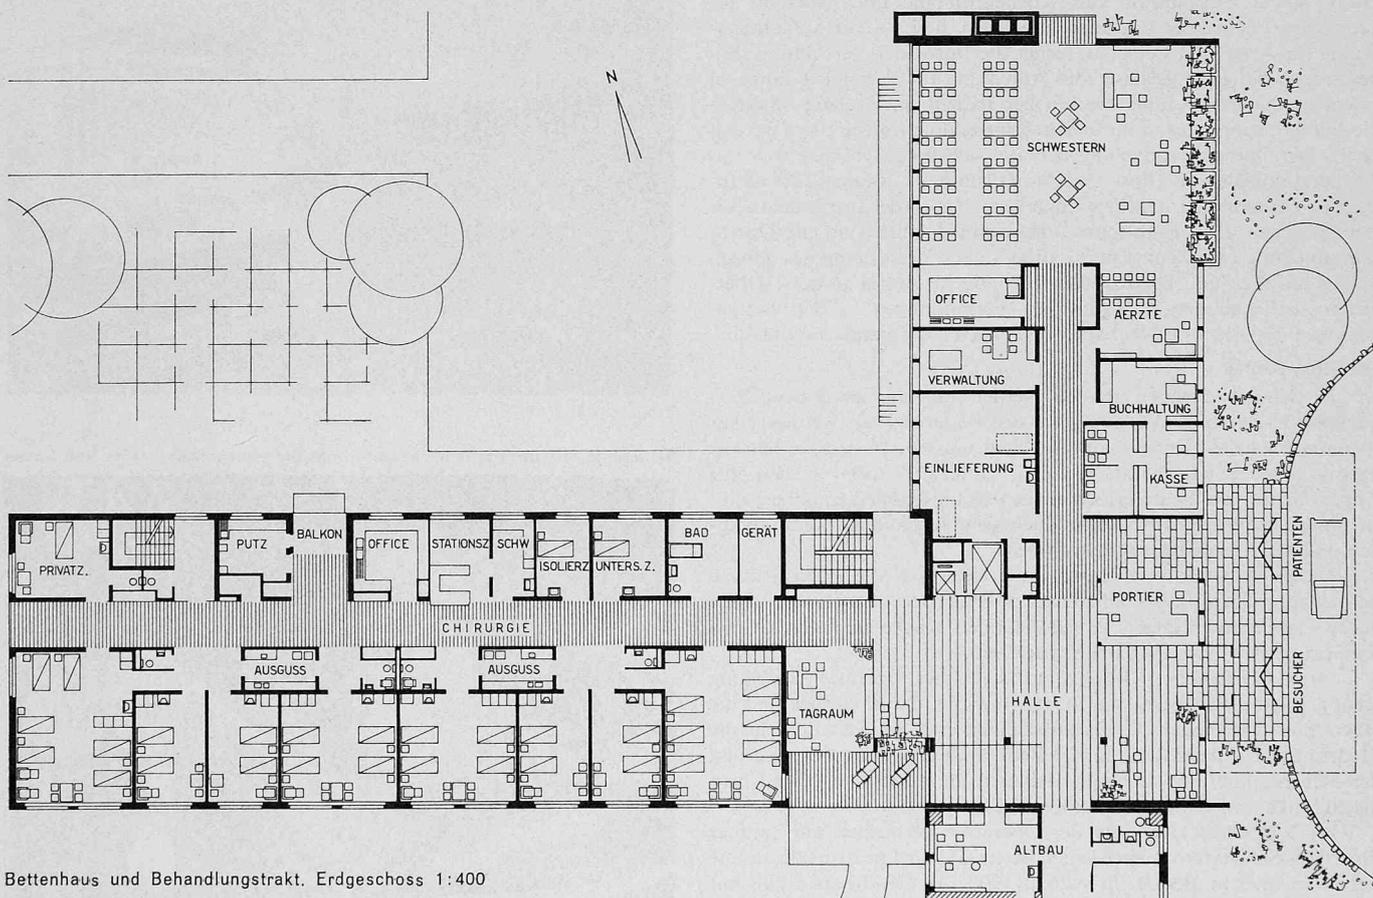 N
SCHWESTERN
OFFICE
AERZTE
VERWALTUNG
BUCHHALTUNG
EINLIEFERUNG
KASSE
PRIVATZ.
PUTZ
BALKON
OFFICE
STATIONSZ
SCHW
ISOLIERZ
UNTERS. Z.
BAD
GERÄT
PATIENTEN
PORTIER
CHIRURGIE
AUSGUSS
AUSGUSS
TAGRAUM
HALLE
BESUCHER
ALTBAU
Bettenhaus und Behandlungstrakt. Erdgeschoss 1:400